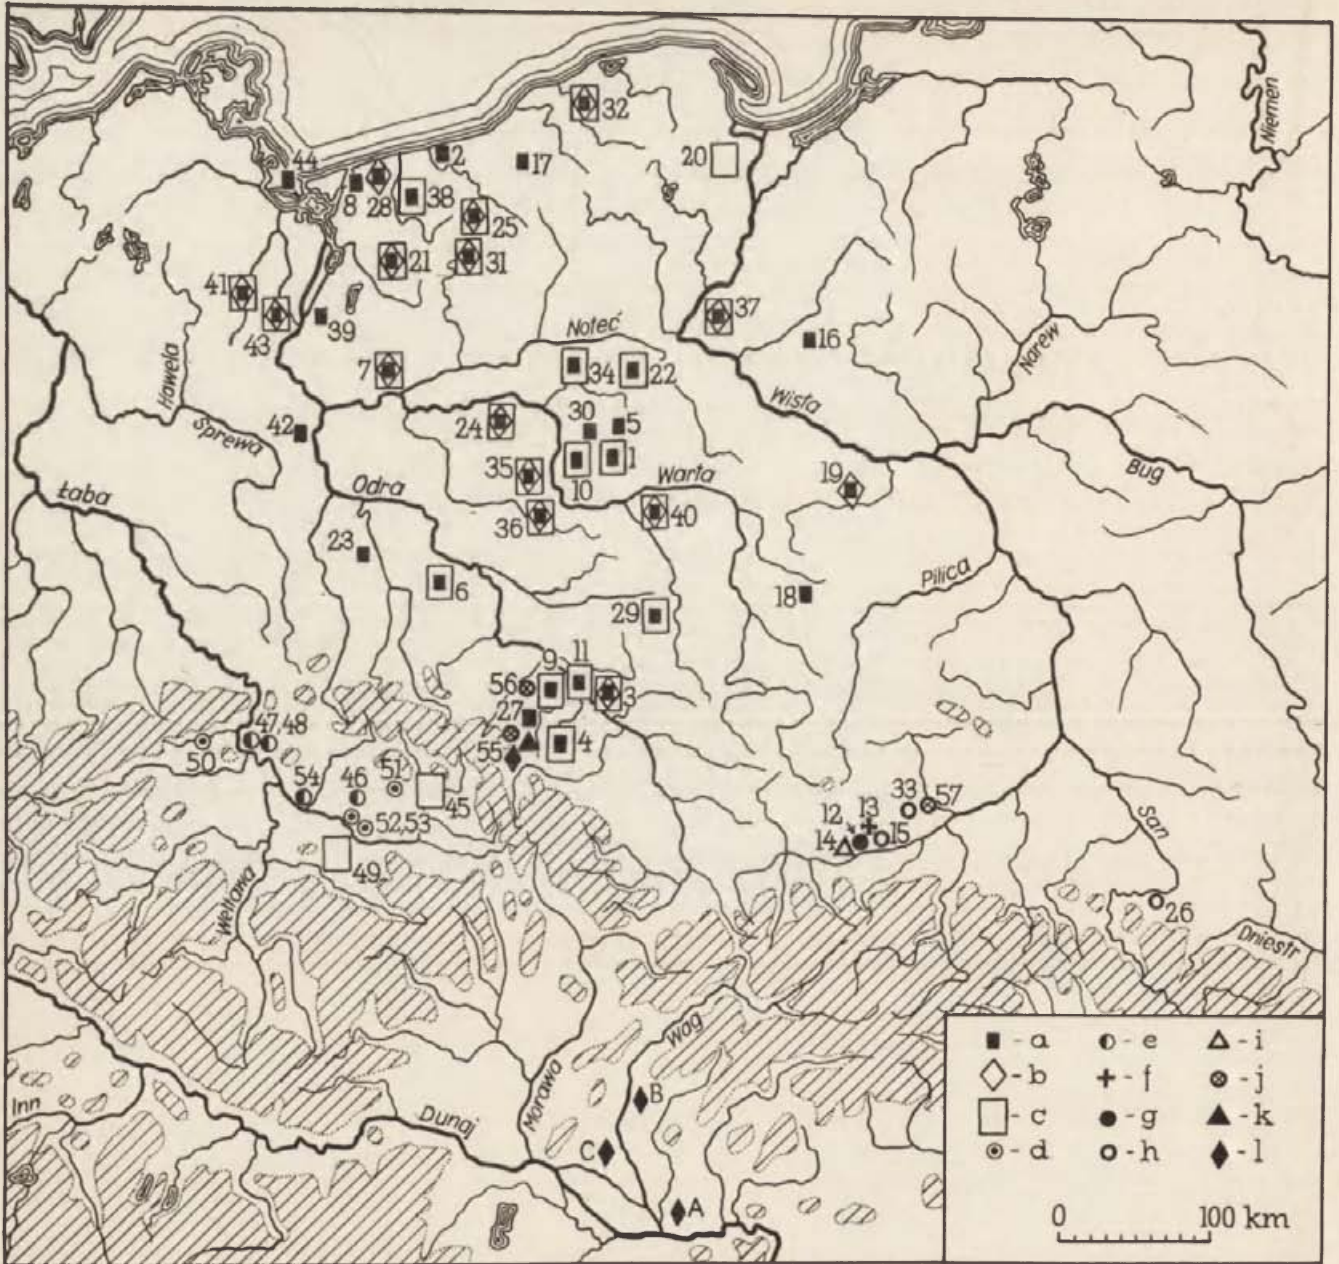 Niemen
32
44
2
17
20
8
28
38
25
21
31
41
43
39
37
16
Noteć
Narew
7
34
22
Hawela
Wisła
Sprewa
42
24
30
5
Bug
Łaba
Odra
35
10
1
Warta
19
36
40
23
6
Pilica
18
29
9
11
56
3
27
47,48
50
55
4
54
46
51
45
52,53
33
57
12
13
14
15
San
49
Wełtawa
26
Dniestr
Wag
Inn
Dunaj
Morawa
B
C
A
- a
- e
- i
- b
- f
- j
- c
- g
- k
- d
- h
- l
0 100 km